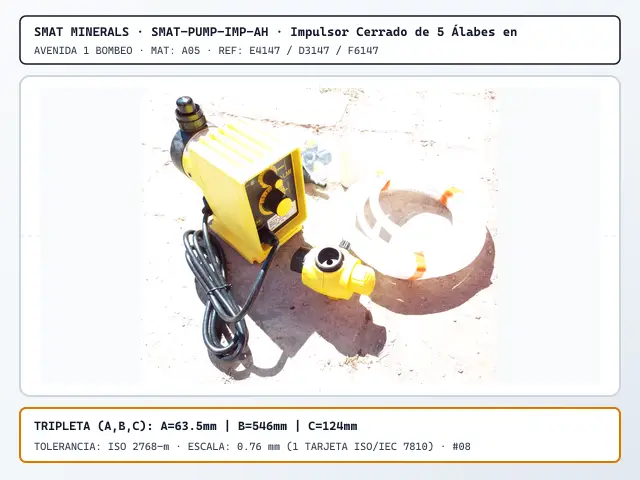 SMAT MINERALS · SMAT-PUMP-IMP-AH · Impulsor Cerrado de 5 Álabes en
AVENIDA 1 BOMBEO · MAT: A05 · REF: E4147 / D3147 / F6147
TRIPLETA (A,B,C): A=63.5mm | B=546mm | C=124mm
TOLERANCIA: ISO 2768-m · ESCALA: 0.76 mm (1 TARJETA ISO/IEC 7810) · #08